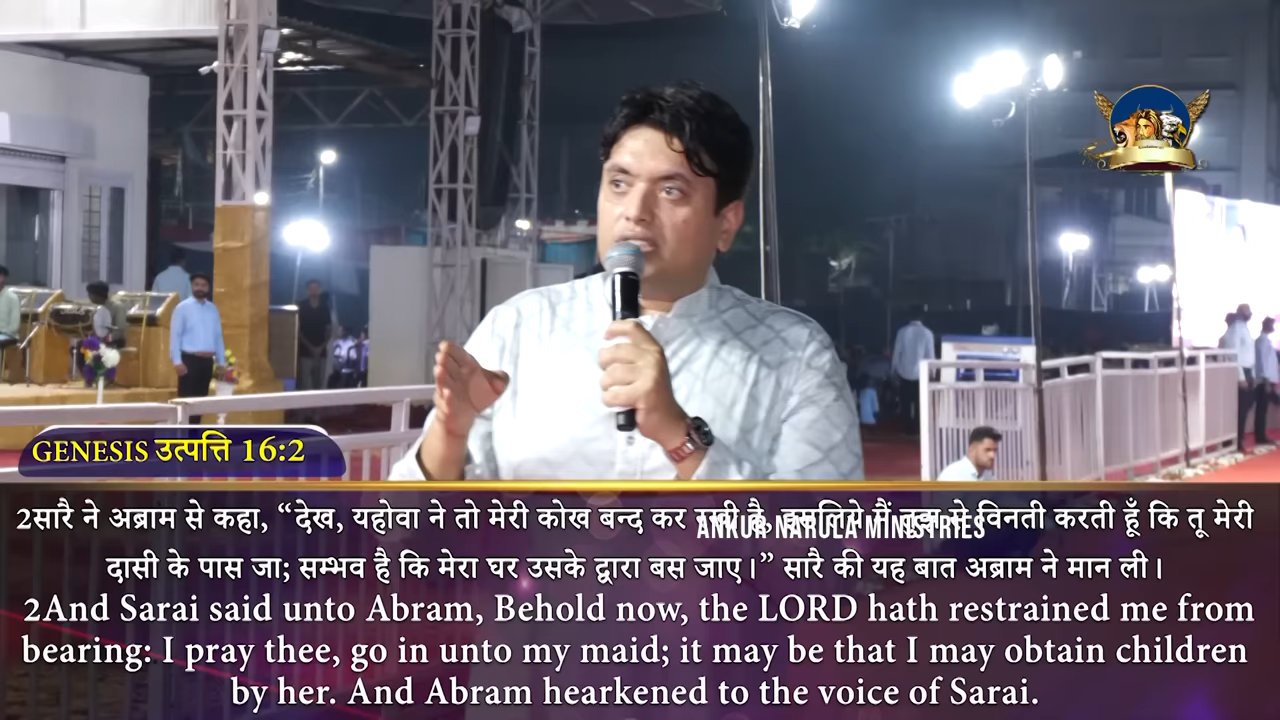 GENESIS उत्पत्ति 16:2
2सारै ने अब्राम से कहा, “देख, यहोवा ने तो मेरी कोख बन्द कर रखी है, इसलिये मैं तुझ से विनती करती हूँ कि तू मेरी
ANKUR NARULA MINISTRIES
दासी के पास जा; सम्भव है कि मेरा घर उसके द्वारा बस जाए।” सारै की यह बात अब्राम ने मान ली।
2And Sarai said unto Abram, Behold now, the LORD hath restrained me from
bearing: I pray thee, go in unto my maid; it may be that I may obtain children
by her. And Abram hearkened to the voice of Sarai.